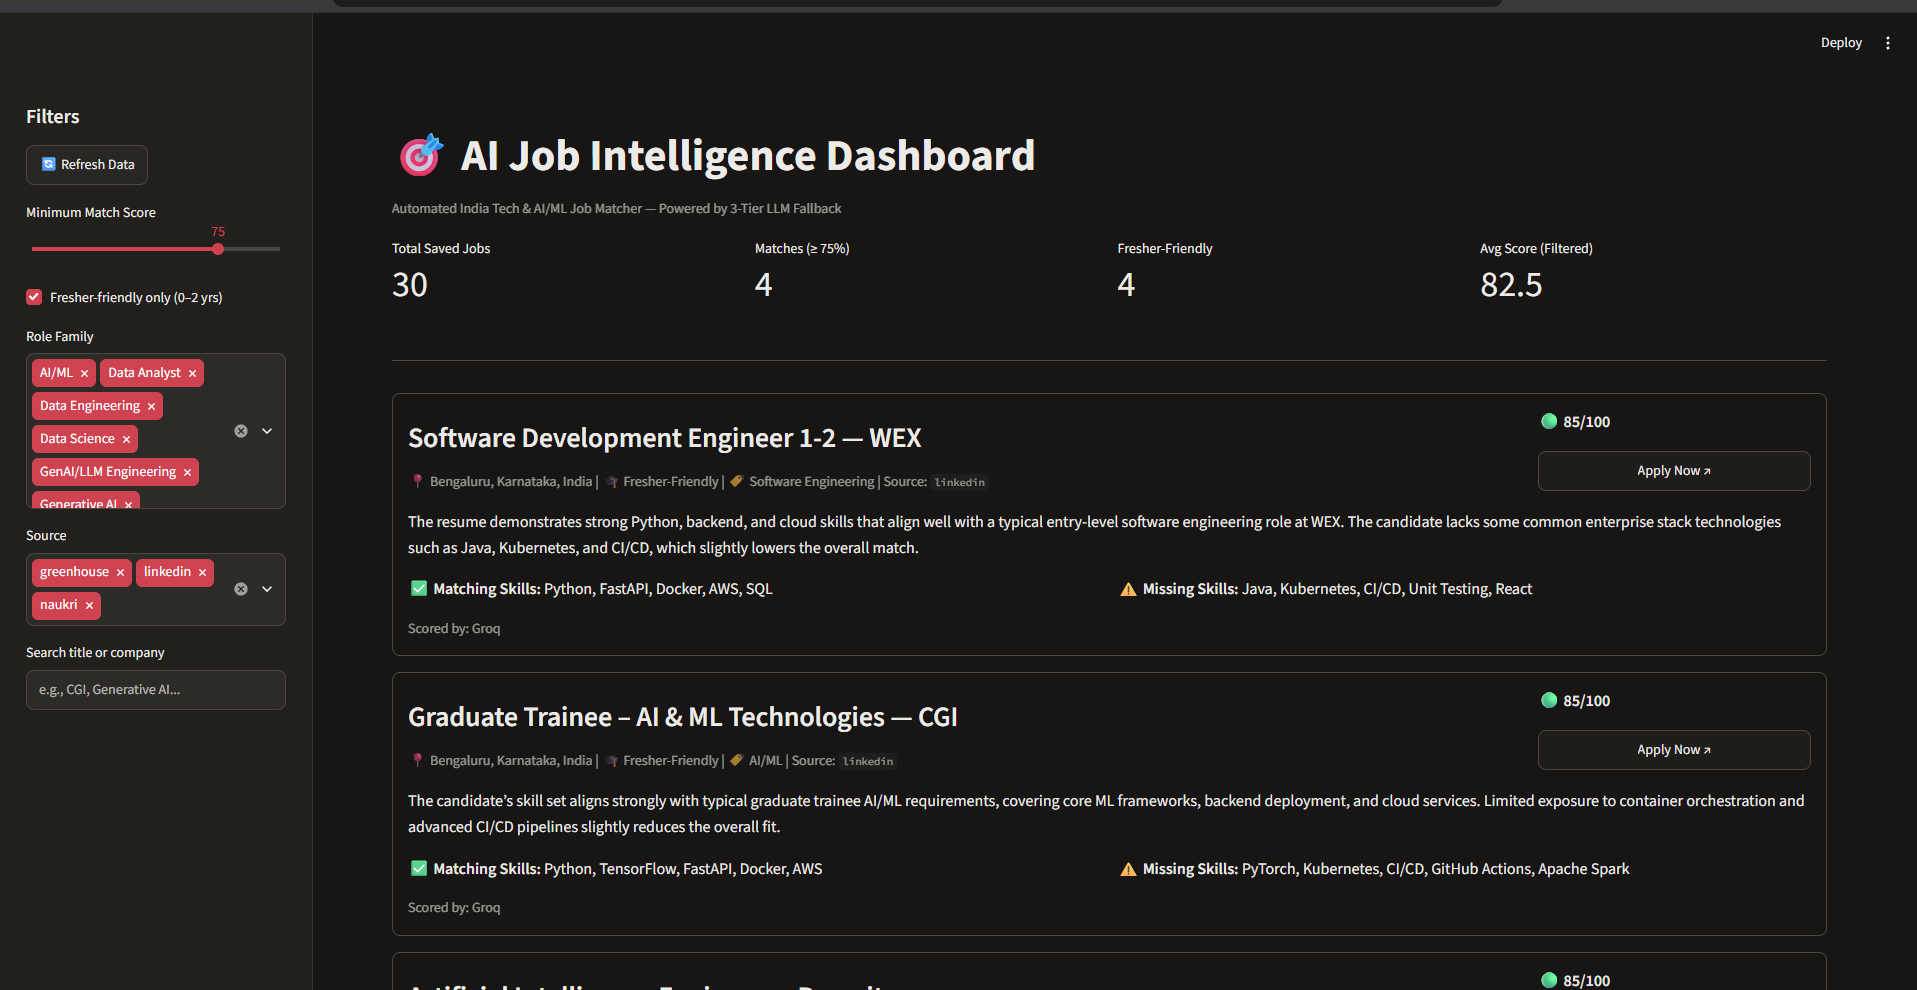 Deploy
Filters
Refresh Data
Minimum Match Score
75
Fresher-friendly only (0–2 yrs)
Role Family
AI/ML × Data Analyst ×
Data Engineering ×
Data Science ×
GenAI/LLM Engineering ×
Generative AI ×
Source
greenhouse × linkedin ×
naukri ×
Search title or company
e.g., CGI, Generative AI...
AI Job Intelligence Dashboard
Automated India Tech & AI/ML Job Matcher — Powered by 3-Tier LLM Fallback
Total Saved Jobs
30
Matches (≥ 75%)
4
Fresher-Friendly
4
Avg Score (Filtered)
82.5
Software Development Engineer 1-2 — WEX
85/100
Apply Now ↗
Bengaluru, Karnataka, India | Fresher-Friendly | Software Engineering | Source: linkedin
The resume demonstrates strong Python, backend, and cloud skills that align well with a typical entry-level software engineering role at WEX. The candidate lacks some common enterprise stack technologies
such as Java, Kubernetes, and CI/CD, which slightly lowers the overall match.
Matching Skills: Python, FastAPI, Docker, AWS, SQL
Missing Skills: Java, Kubernetes, CI/CD, Unit Testing, React
Scored by: Groq
Graduate Trainee – AI & ML Technologies — CGI
85/100
Apply Now ↗
Bengaluru, Karnataka, India | Fresher-Friendly | AI/ML | Source: linkedin
The candidate’s skill set aligns strongly with typical graduate trainee AI/ML requirements, covering core ML frameworks, backend deployment, and cloud services. Limited exposure to container orchestration and
advanced CI/CD pipelines slightly reduces the overall fit.
Matching Skills: Python, TensorFlow, FastAPI, Docker, AWS
Missing Skills: PyTorch, Kubernetes, CI/CD, GitHub Actions, Apache Spark
Scored by: Groq
85/100